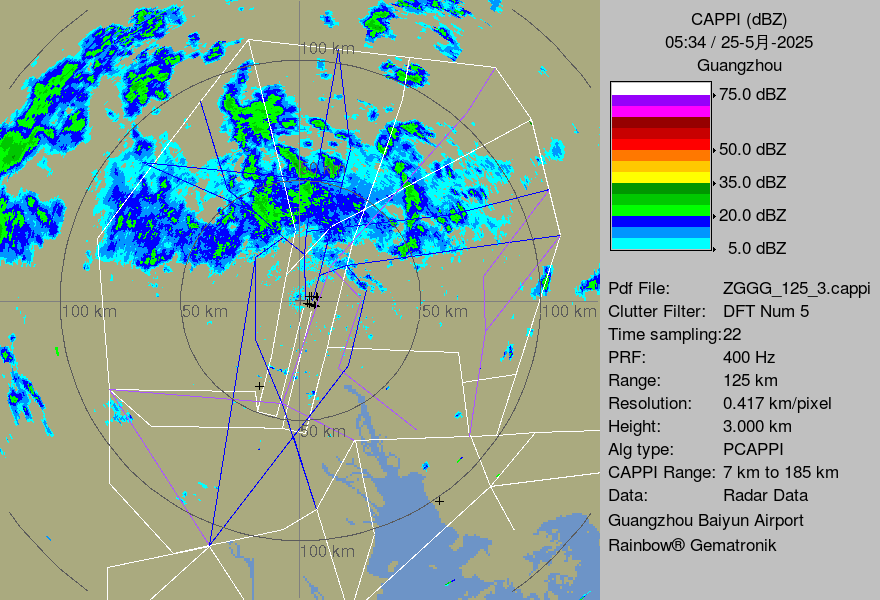 CAPPI (dBZ)
05:34 / 25-5月-2025
Guangzhou
75.0 dBZ
50.0 dBZ
35.0 dBZ
20.0 dBZ
5.0 dBZ
Pdf File: ZGGG_125_3.cappi
Clutter Filter: DFT Num 5
Time sampling:22
PRF: 400 Hz
Range: 125 km
Resolution: 0.417 km/pixel
Height: 3.000 km
Alg type: PCAPPI
CAPPI Range: 7 km to 185 km
Data: Radar Data
Guangzhou Baiyun Airport
Rainbow® Gematronik
100 km
100 km
50 km
50 km
100 km
50 km
100 km